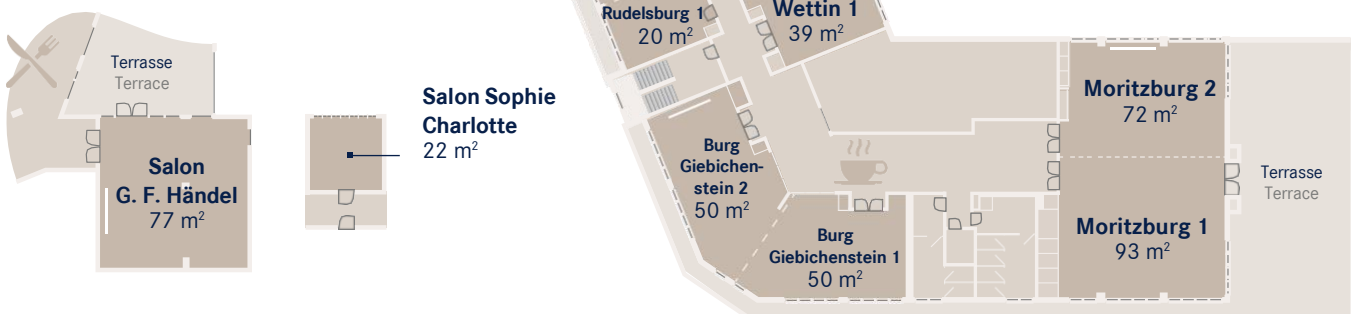 Terrasse
Terrace
Salon
G. F. Händel
77 m²
Salon Sophie
Charlotte
22 m²
Rudelsburg 1
20 m²
Wettin 1
39 m²
Burg
Giebichen-
stein 2
50 m²
Burg
Giebichenstein 1
50 m²
Moritzburg 2
72 m²
Moritzburg 1
93 m²
Terrasse
Terrace